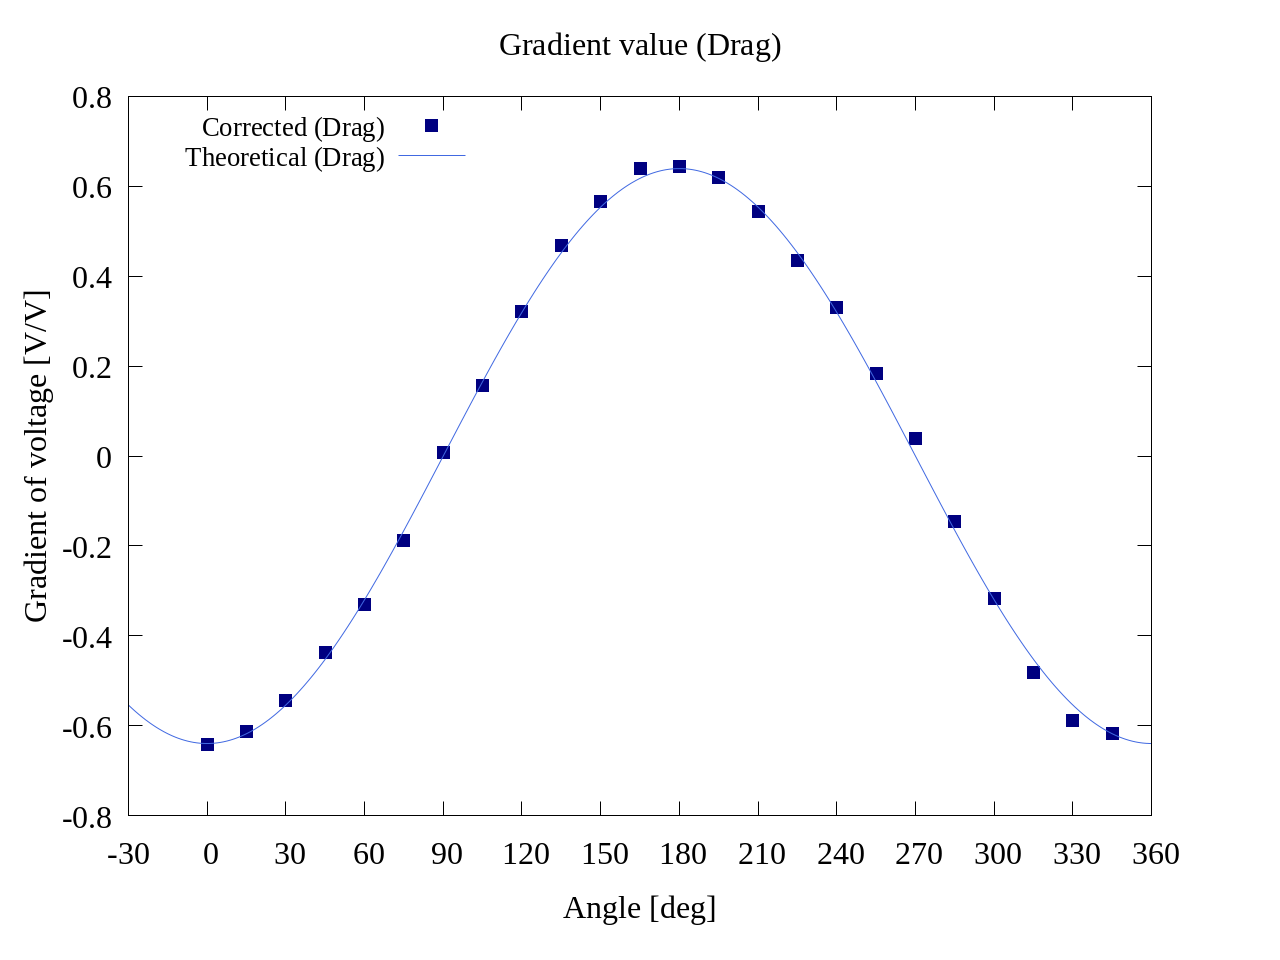 Gradient value (Drag)
Corrected (Drag)
Theoretical (Drag)
0.8
0.6
0.4
0.2
0
-0.2
-0.4
-0.6
-0.8
Gradient of voltage [V/V]
-30 0 30 60 90 120 150 180 210 240 270 300 330 360
Angle [deg]